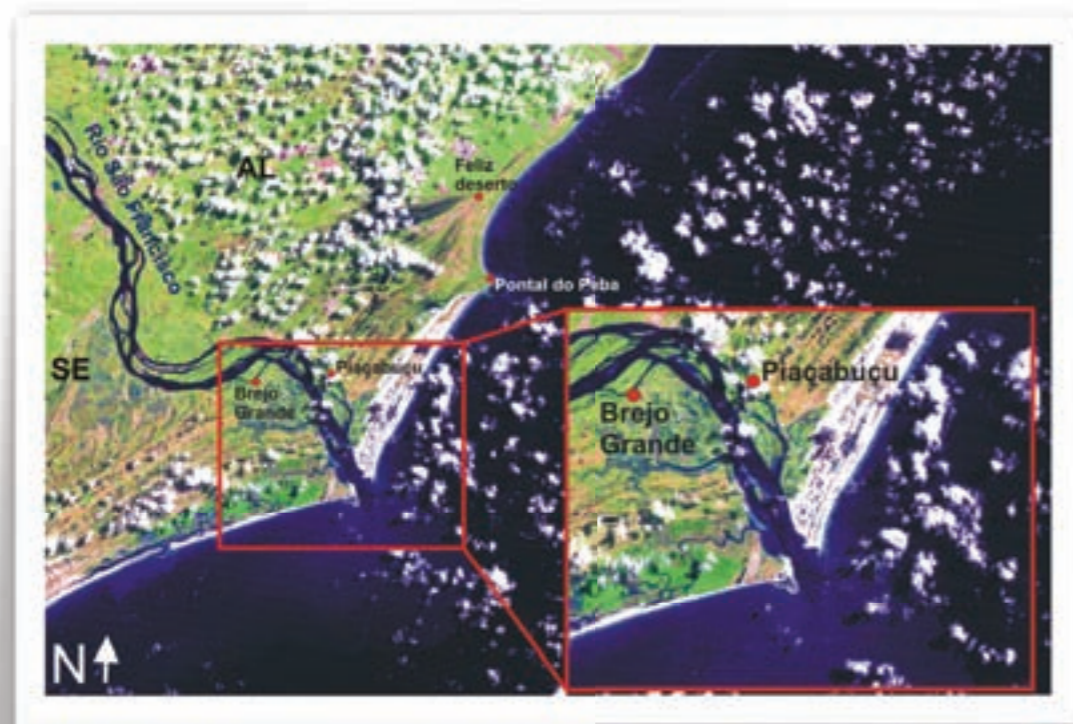 Rio São Francisco
AL
Feliz
deserto
Pontal do Peba
SE
Piaçabuçu
Brejo
Grande
Piaçabuçu
Brejo
Grande
N